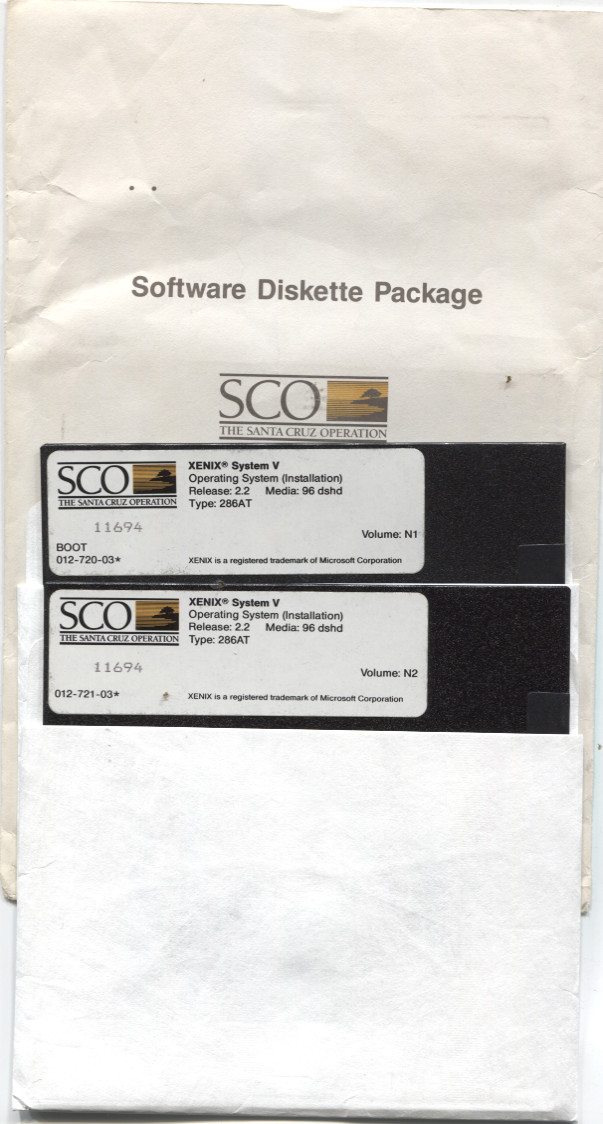 Software Diskette Package
SCO
THE SANTA CRUZ OPERATION
SCO
THE SANTA CRUZ OPERATION
XENIX® System V
Operating System (Installation)
Release: 2.2 Media: 96 dshd
Type: 286AT
11694
Volume: N1
BOOT
012-720-03*
XENIX is a registered trademark of Microsoft Corporation
SCO
THE SANTA CRUZ OPERATION
XENIX® System V
Operating System (Installation)
Release: 2.2 Media: 96 dshd
Type: 286AT
11694
Volume: N2
012-721-03*
XENIX is a registered trademark of Microsoft Corporation